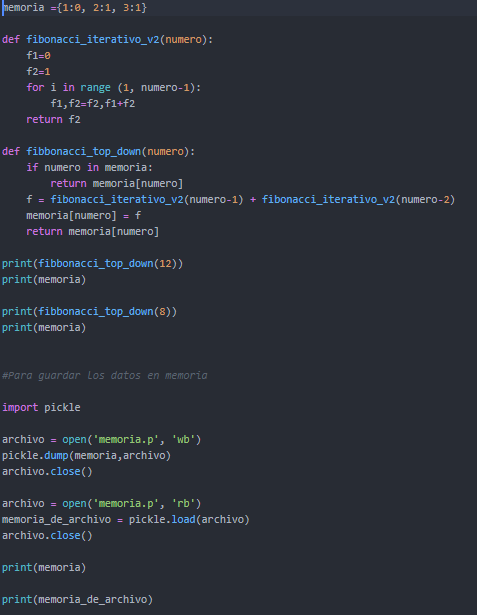 memoria ={1:0, 2:1, 3:1}
def fibonacci_iterativo_v2(numero):
    f1=0
    f2=1
    for i in range (1, numero-1):
        f1,f2=f2,f1+f2
    return f2
def fibbonacci_top_down(numero):
    if numero in memoria:
        return memoria[numero]
    f = fibonacci_iterativo_v2(numero-1) + fibonacci_iterativo_v2(numero-2)
    memoria[numero] = f
    return memoria[numero]
print(fibbonacci_top_down(12))
print(memoria)
print(fibbonacci_top_down(8))
print(memoria)
#Para guardar los datos en memoria
import pickle
archivo = open('memoria.p', 'wb')
pickle.dump(memoria,archivo)
archivo.close()
archivo = open('memoria.p', 'rb')
memoria_de_archivo = pickle.load(archivo)
archivo.close()
print(memoria)
print(memoria_de_archivo)